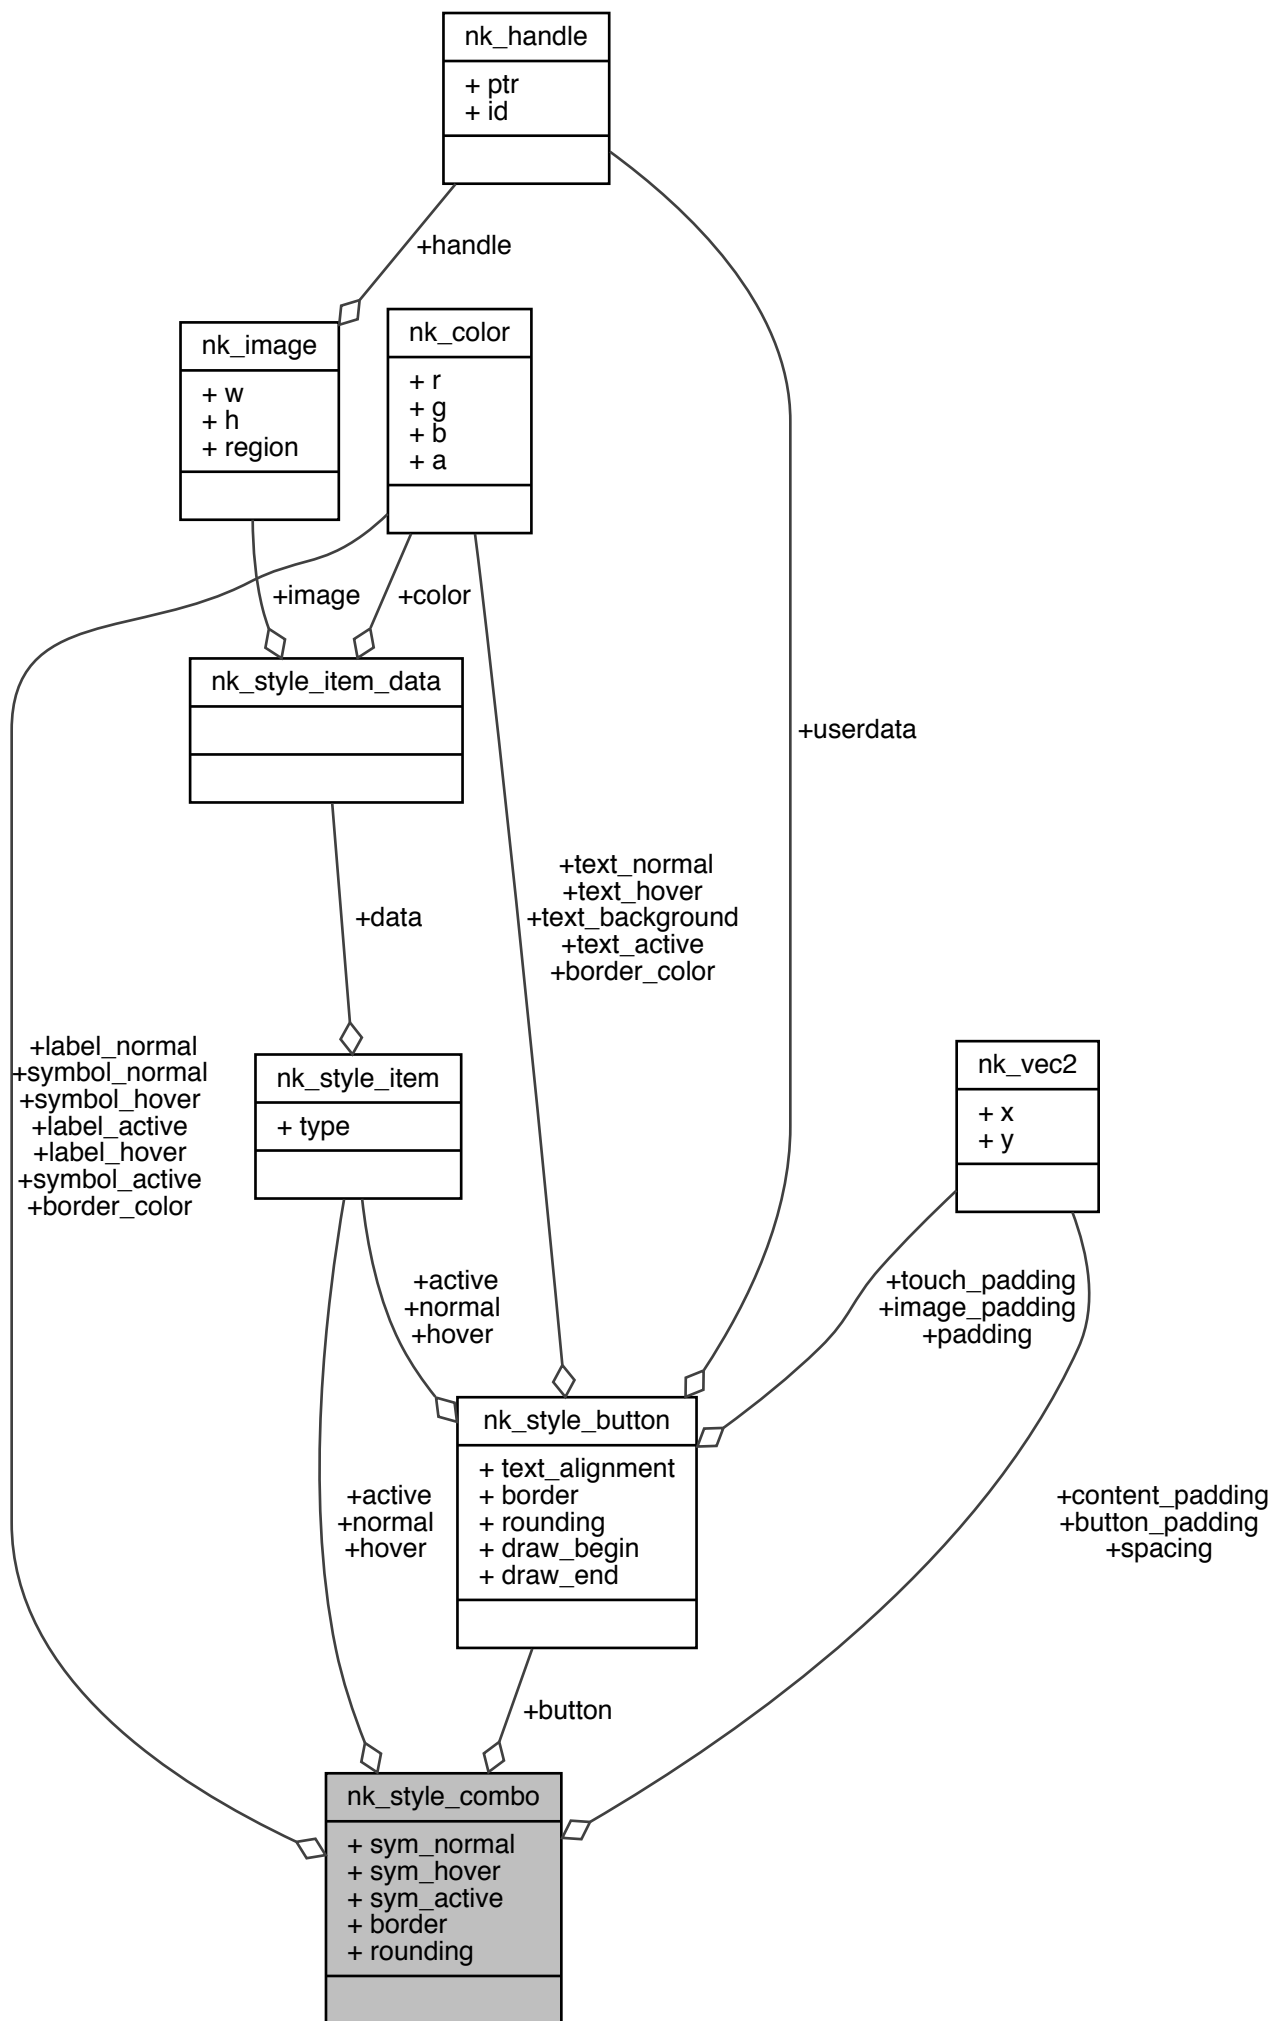 nk_handle
+ ptr
+ id
+handle
nk_image
+ w
+ h
+ region
nk_color
+ r
+ g
+ b
+ a
+image
+color
nk_style_item_data
+userdata
+data
+text_normal
+text_hover
+text_background
+text_active
+border_color
+label_normal
+symbol_normal
+symbol_hover
+label_active
+label_hover
+symbol_active
+border_color
nk_style_item
+ type
nk_vec2
+ x
+ y
+active
+normal
+hover
+touch_padding
+image_padding
+padding
nk_style_button
+ text_alignment
+ border
+ rounding
+ draw_begin
+ draw_end
+active
+normal
+hover
+content_padding
+button_padding
+spacing
+button
nk_style_combo
+ sym_normal
+ sym_hover
+ sym_active
+ border
+ rounding